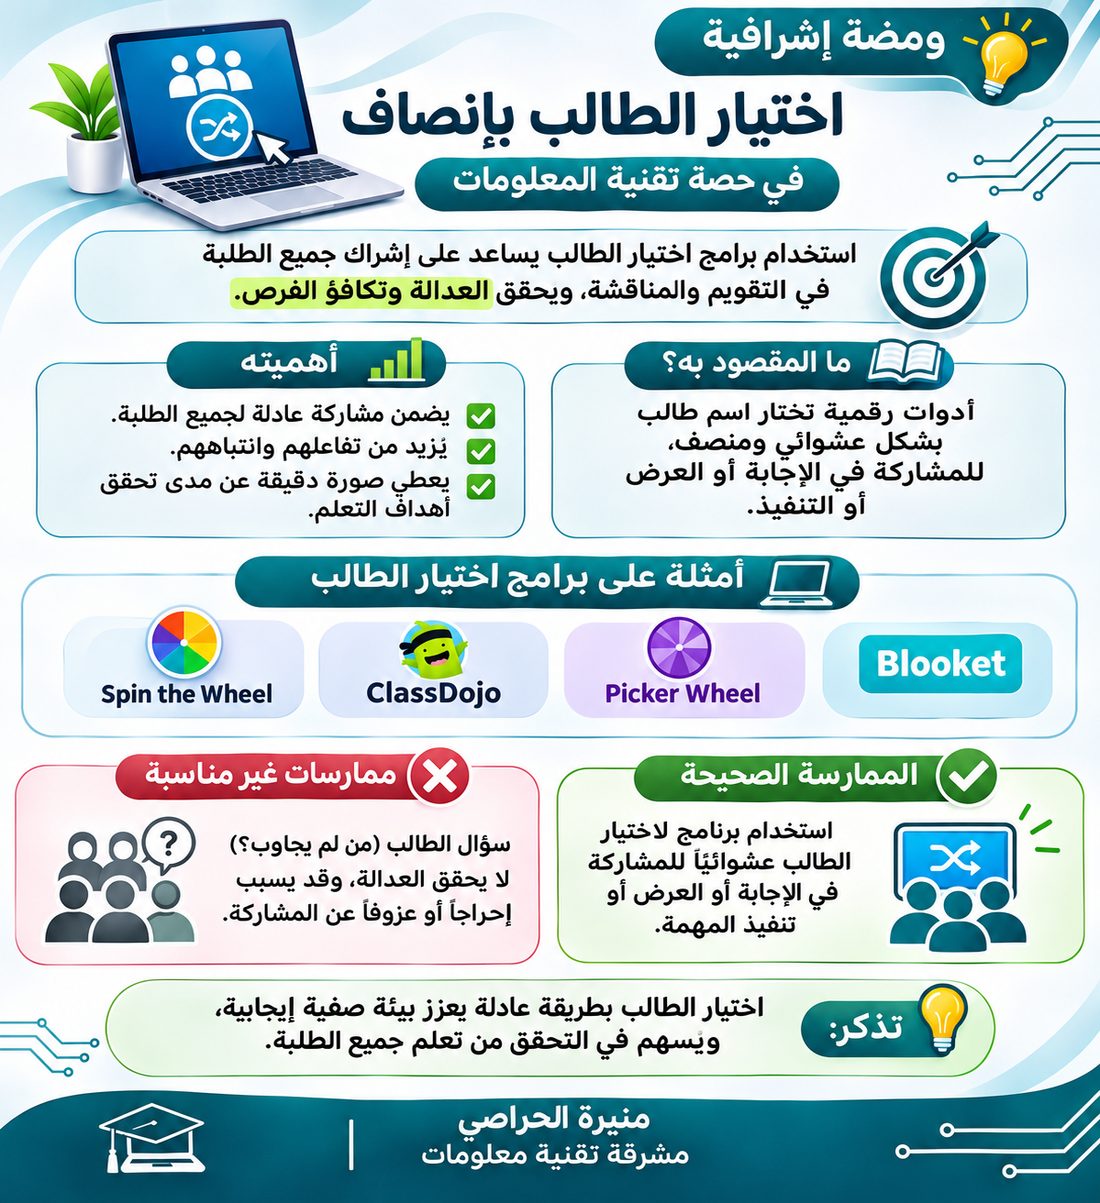 ومضة إشرافية
اختيار الطالب بإنصاف
في حصة تقنية المعلومات
استخدام برامج اختيار الطالب يساعد على إشراك جميع الطلبة
في التقويم والمناقشة، ويحقق العدالة وتكافؤ الفرص.
ما المقصود به؟
أدوات رقمية تختار اسم طالب
بشكل عشوائي ومنصف،
للمشاركة في الإجابة أو العرض
أو التنفيذ.
أهميته
يضمن مشاركة عادلة لجميع الطلبة.
يُزيد من تفاعلهم وانتباههم.
يعطي صورة دقيقة عن مدى تحقق
أهداف التعلم.
أمثلة على برامج اختيار الطالب
Blooket
Picker Wheel
ClassDojo
Spin the Wheel
الممارسة الصحيحة
استخدام برنامج لاختيار
الطالب عشوائيًا للمشاركة
في الإجابة أو العرض أو
تنفيذ المهمة.
ممارسات غير مناسبة
?
سؤال الطالب (من لم يجاوب؟)
لا يحقق العدالة، وقد يسبب
إحراجاً أو عزوفاً عن المشاركة.
تذكر:
اختيار الطالب بطريقة عادلة يعزز بيئة صفية إيجابية،
ويُسهم في التحقق من تعلم جميع الطلبة.
منيرة الحراصي
مشرقة تقنية معلومات